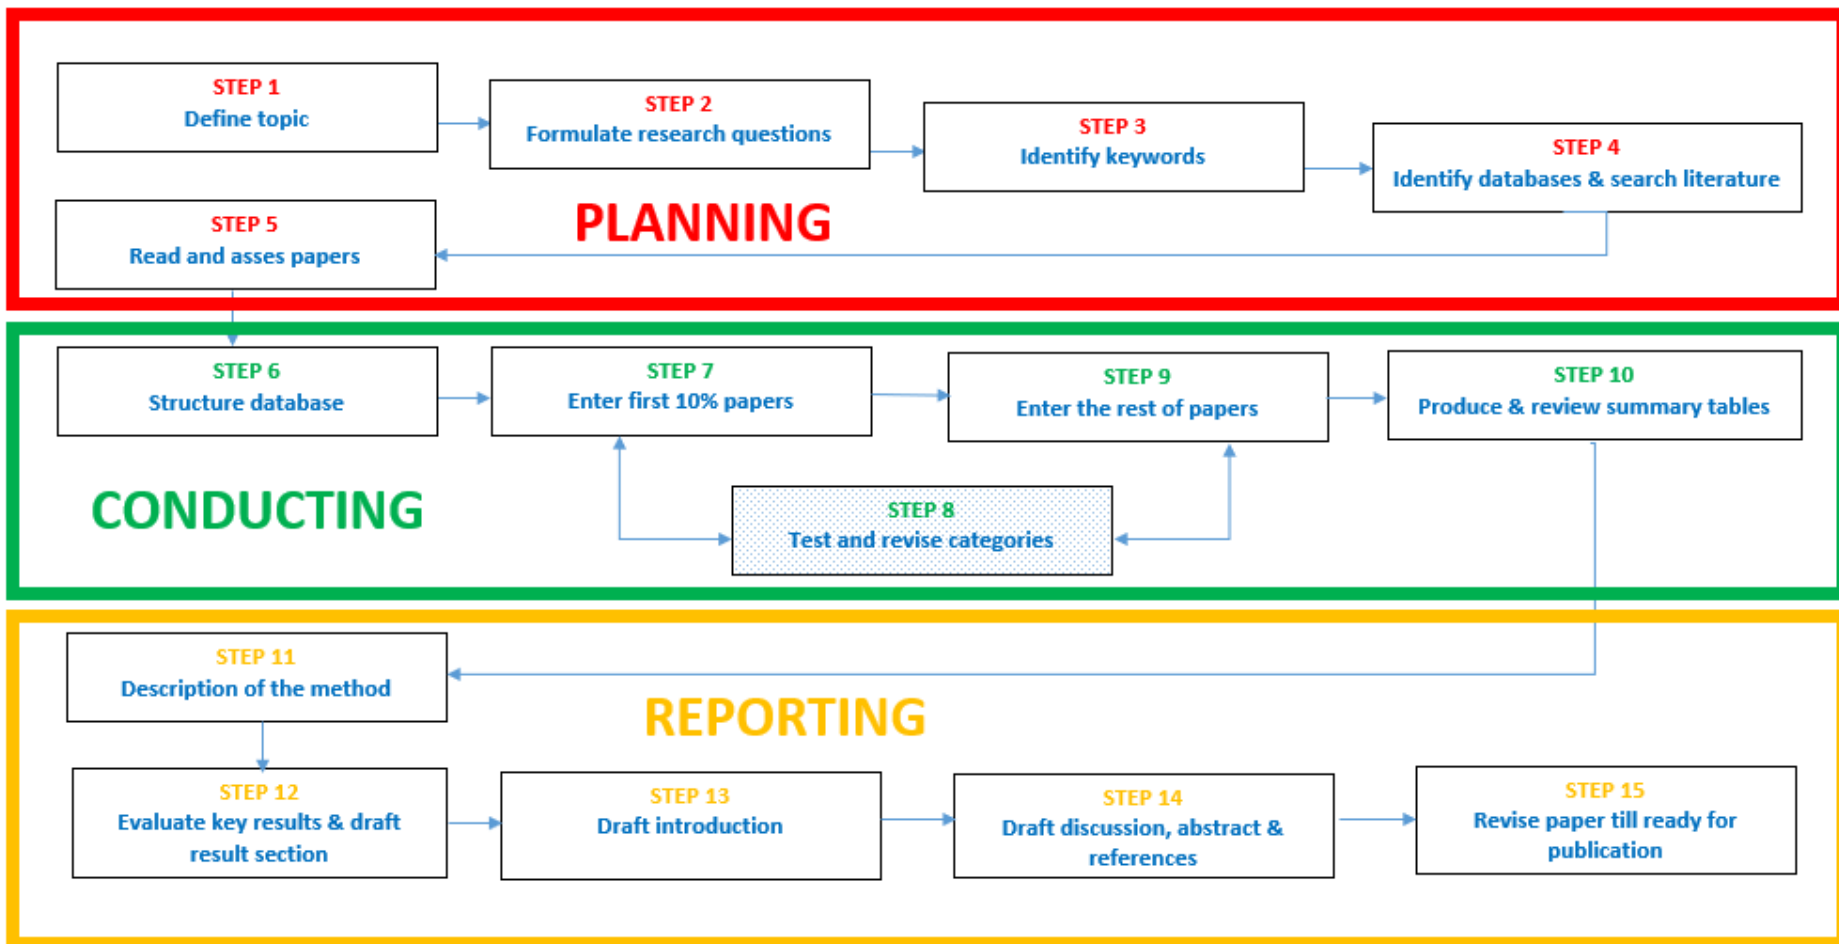 STEP 1
Define topic
STEP 2
Formulate research questions
STEP 3
Identify keywords
STEP 4
Identify databases & search literature
STEP 5
Read and asses papers
PLANNING
STEP 6
Structure database
STEP 7
Enter first 10% papers
STEP 9
Enter the rest of papers
STEP 10
Produce & review summary tables
CONDUCTING
STEP 8
Test and revise categories
STEP 11
Description of the method
REPORTING
STEP 12
Evaluate key results & draft
result section
STEP 13
Draft introduction
STEP 14
Draft discussion, abstract &
references
STEP 15
Revise paper till ready for
publication